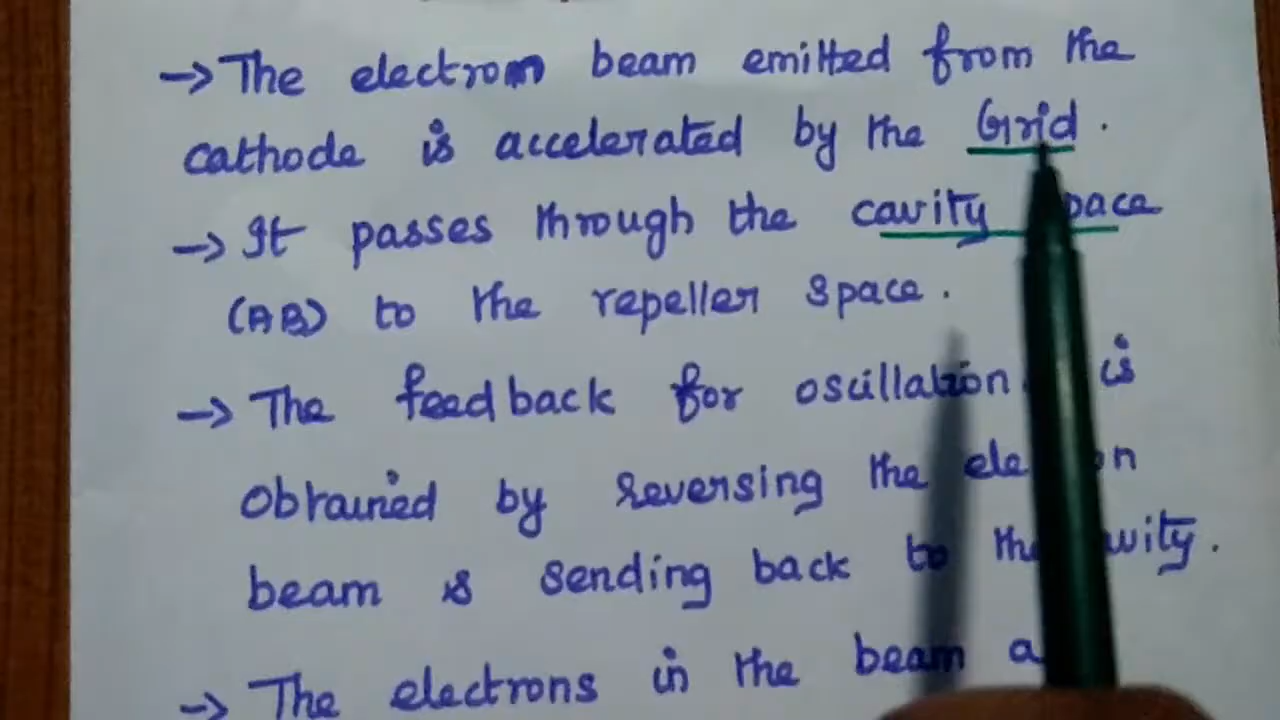 → The electron beam emitted from the
cathode is accelerated by the Grid.
→ It passes through the cavity pace
(AB) to the repeller space.
→ The feedback for oscillation is
obtained by reversing the
beam is sending back to the
→ The electrons in the beam